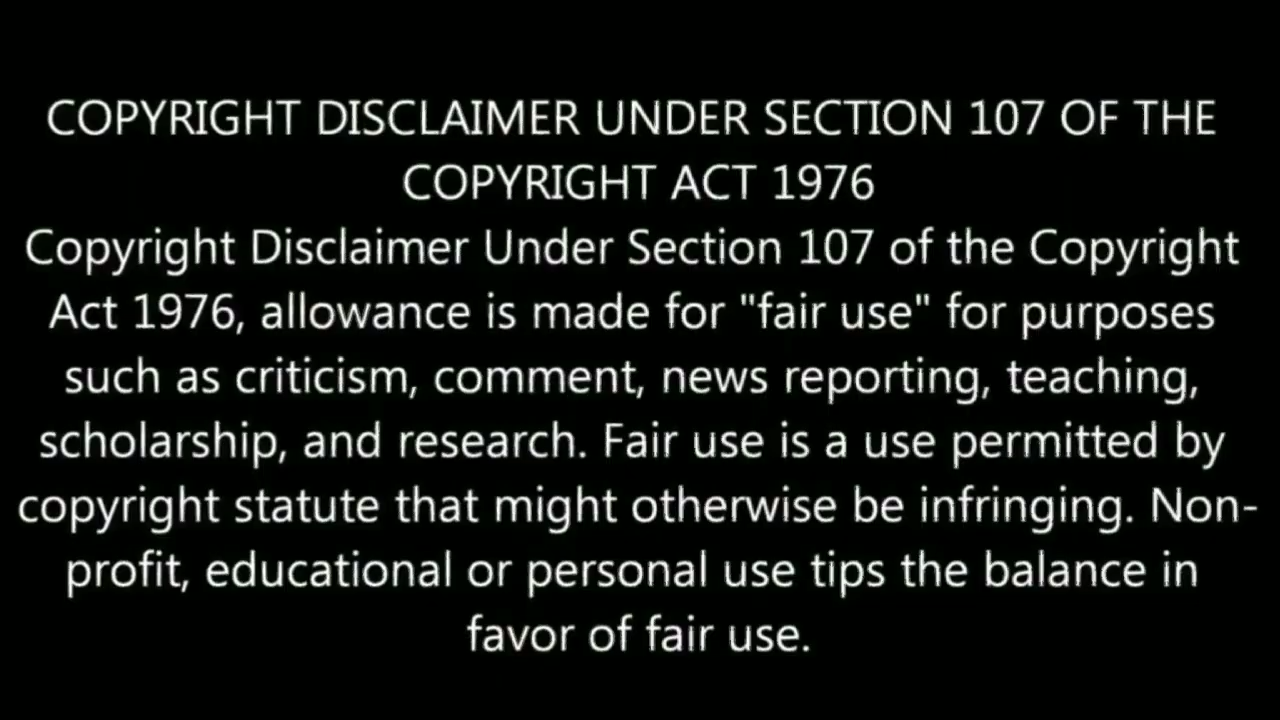 COPYRIGHT DISCLAIMER UNDER SECTION 107 OF THE
COPYRIGHT ACT 1976
Copyright Disclaimer Under Section 107 of the Copyright
Act 1976, allowance is made for "fair use" for purposes
such as criticism, comment, news reporting, teaching,
scholarship, and research. Fair use is a use permitted by
copyright statute that might otherwise be infringing. Non-
profit, educational or personal use tips the balance in
favor of fair use.